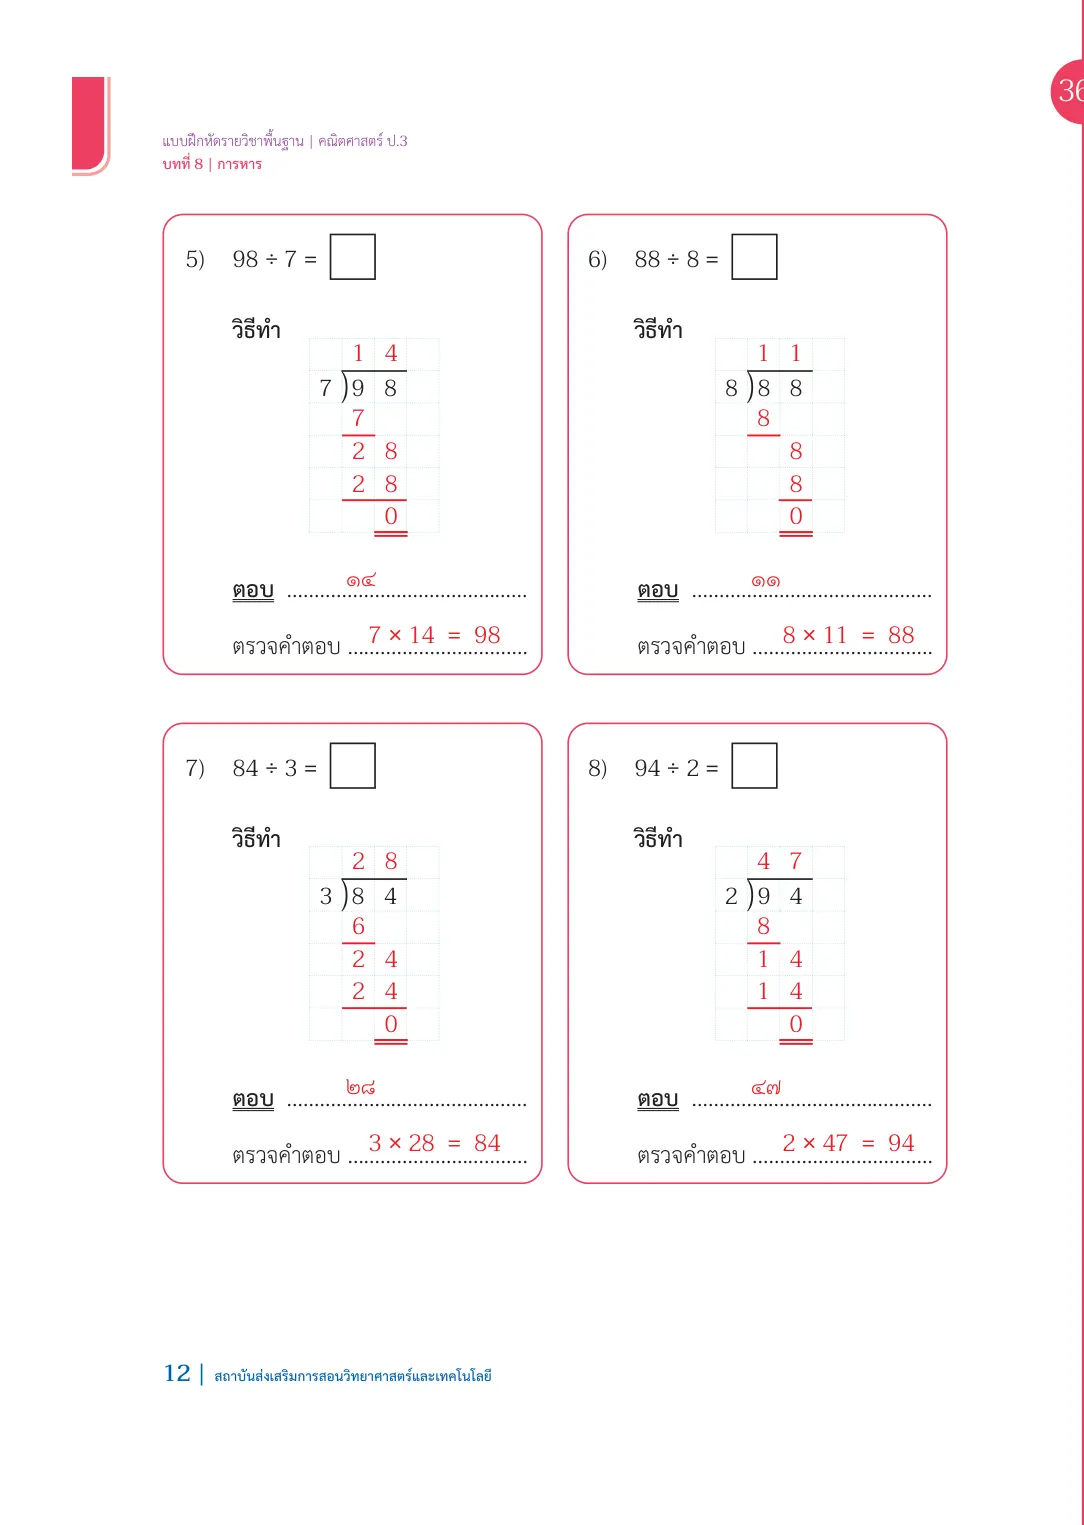 36
แบบฝึกหัดรายวิชาพื้นฐาน | คณิตศาสตร์ ป.3
บทที่ 8 | การหาร
5) 98 ÷ 7 =
วิธีทำ
1 4
7 ) 9 8
7
2 8
2 8
0
ตอบ ๑๔
ตรวจคำตอบ 7 × 14 = 98
6) 88 ÷ 8 =
วิธีทำ
1 1
8 ) 8 8
8
8
8
0
ตอบ ๑๑
ตรวจคำตอบ 8 × 11 = 88
7) 84 ÷ 3 =
วิธีทำ
2 8
3 ) 8 4
6
2 4
2 4
0
ตอบ ๒๘
ตรวจคำตอบ 3 × 28 = 84
8) 94 ÷ 2 =
วิธีทำ
4 7
2 ) 9 4
8
1 4
1 4
0
ตอบ ๔๗
ตรวจคำตอบ 2 × 47 = 94
12 | สถาบันส่งเสริมการสอนวิทยาศาสตร์และเทคโนโลยี